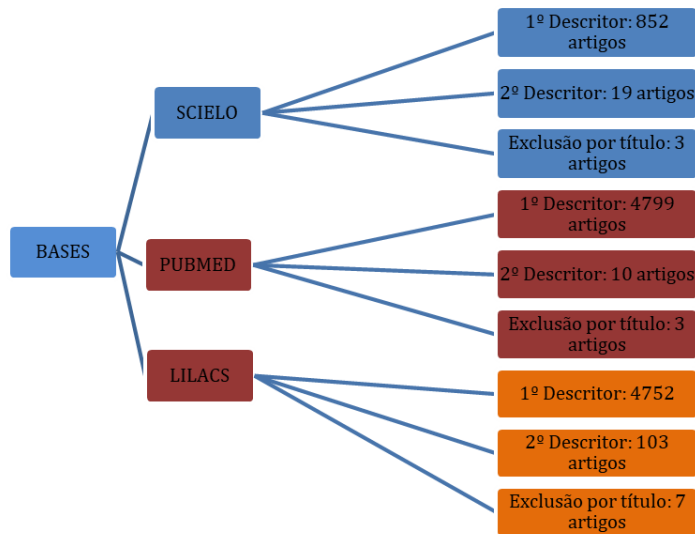 BASES
SCIELO
1º Descritor: 852
artigos
2º Descritor: 19 artigos
Exclusão por título: 3
artigos
PUBMED
1º Descritor: 4799
artigos
2º Descritor: 10 artigos
Exclusão por título: 3
artigos
LILACS
1º Descritor: 4752
2º Descritor: 103
artigos
Exclusão por título: 7
artigos